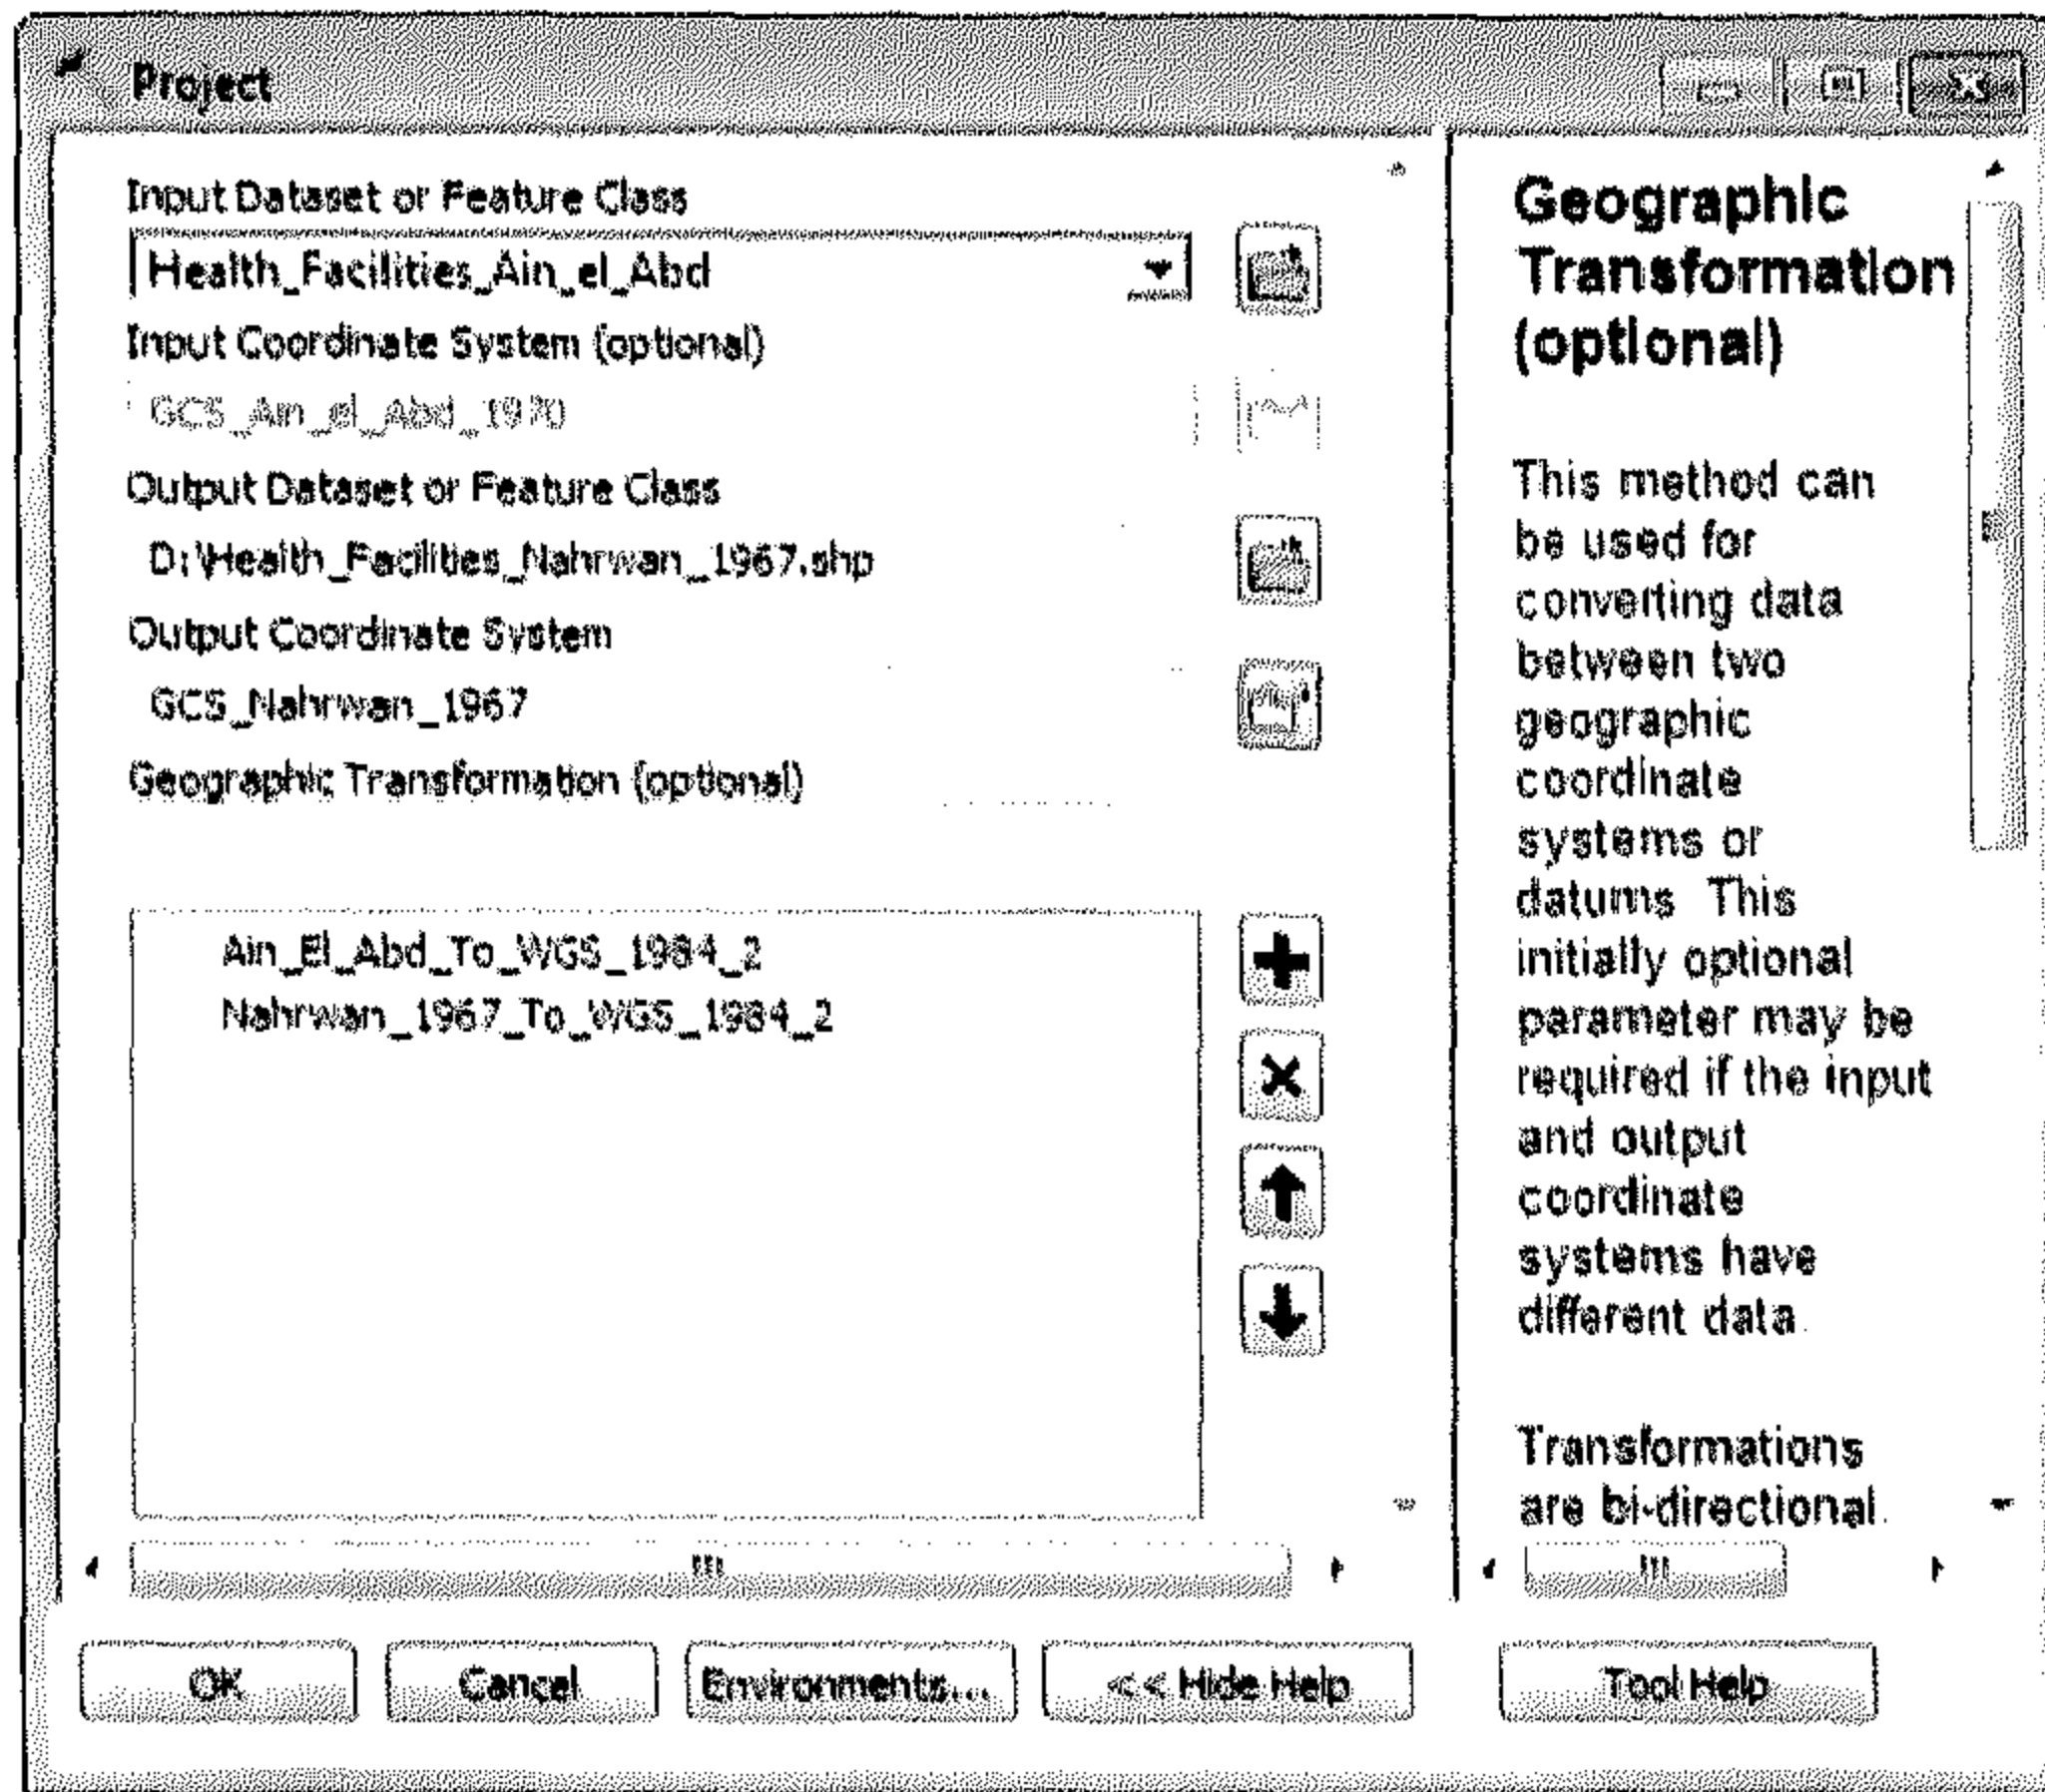 Project
Input Dataset or Feature Class
Health_Facilities_Ain_el_Abd
Input Coordinate System (optional)
GCS_Ain_el_Abd_1970
Output Dataset or Feature Class
D:\Health_Facilities_Nahrwan_1967.shp
Output Coordinate System
GCS_Nahrwan_1967
Geographic Transformation (optional)
Ain_El_Abd_To_WGS_1984_2
Nahrwan_1967_To_WGS_1984_2
OK
Cancel
Environments...
<< Hide Help
Geographic
Transformation
(optional)
This method can
be used for
converting data
between two
geographic
coordinate
systems or
datums This
initially optional
parameter may be
required if the input
and output
coordinate
systems have
different data.
Transformations
are bi-directional.
Tool Help